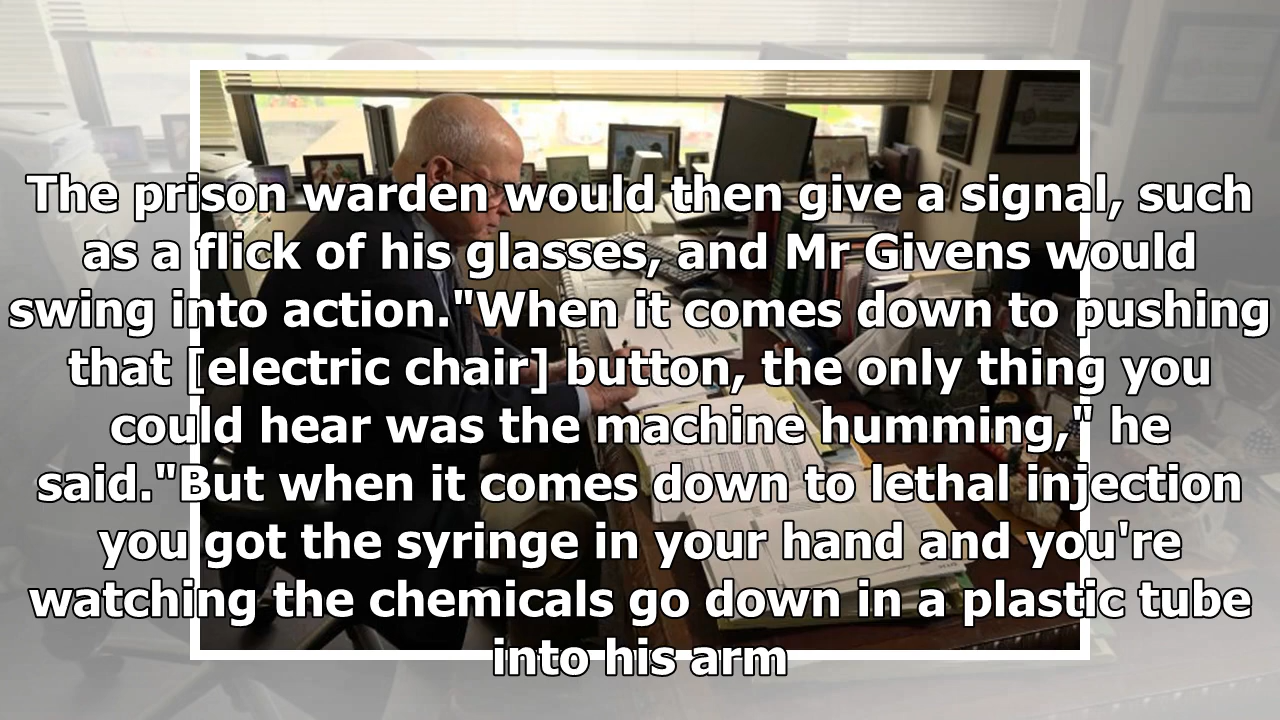 The prison warden would then give a signal, such
as a flick of his glasses, and Mr Givens would
swing into action."When it comes down to pushing
that [electric chair] button, the only thing you
could hear was the machine humming," he
said."But when it comes down to lethal injection
you got the syringe in your hand and you're
watching the chemicals go down in a plastic tube
into his arm